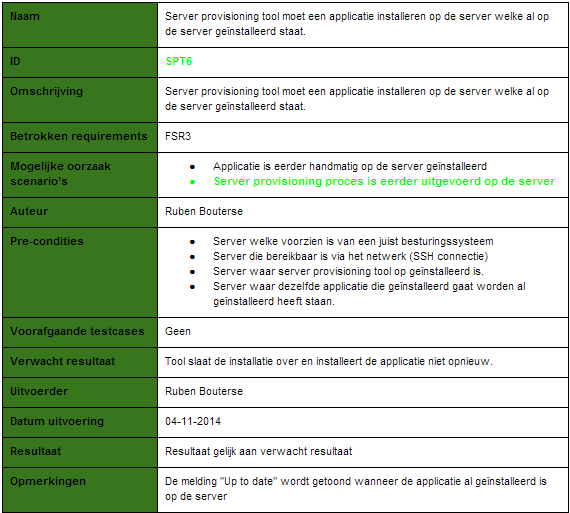 Naam
Server provisioning tool moet een applicatie installeren op de server welke al op
de server geïnstalleerd staat.
ID
SPT6
Omschrijving
Server provisioning tool moet een applicatie installeren op de server welke al op
de server geïnstalleerd staat.
Betrokken requirements
FSR3
Mogelijke oorzaak
scenario's
● Applicatie is eerder handmatig op de server geïnstalleerd
● Server provisioning proces is eerder uitgevoerd op de server
Auteur
Ruben Bouterse
Pre-condities
● Server welke voorzien is van een juist besturingssysteem
● Server die bereikbaar is via het netwerk (SSH connectie)
● Server waar server provisioning tool op geïnstalleerd is.
● Server waar dezelfde applicatie die geïnstalleerd gaat worden al
geïnstalleerd heeft staan.
Voorafgaande testcases
Geen
Verwacht resultaat
Tool slaat de installatie over en installeert de applicatie niet opnieuw.
Uitvoerder
Ruben Bouterse
Datum uitvoering
04-11-2014
Resultaat
Resultaat gelijk aan verwacht resultaat
Opmerkingen
De melding "Up to date" wordt getoond wanneer de applicatie al geïnstalleerd is
op de server